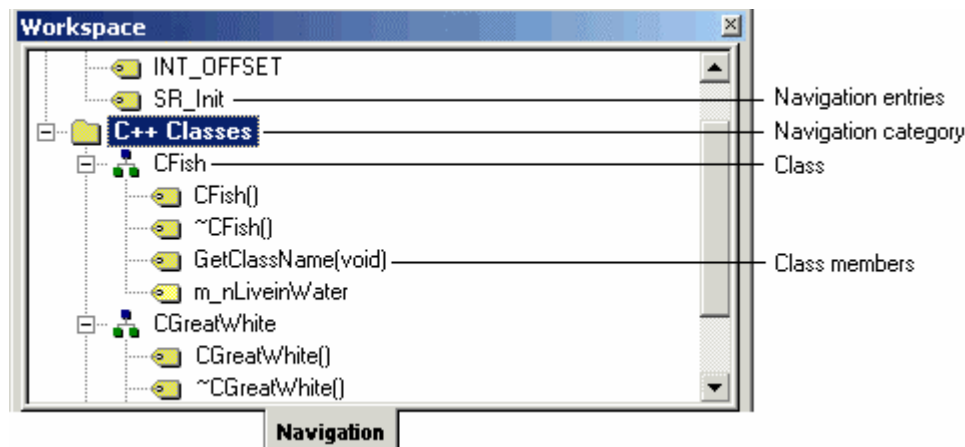 Workspace
INT_OFFSET
SR_Init
Navigation entries
C++ Classes
Navigation category
CFish
Class
CFish()
~CFish()
GetClassName(void)
Class members
m_nLiveinWater
CGreatWhite
CGreatWhite()
~CGreatWhite()
Navigation